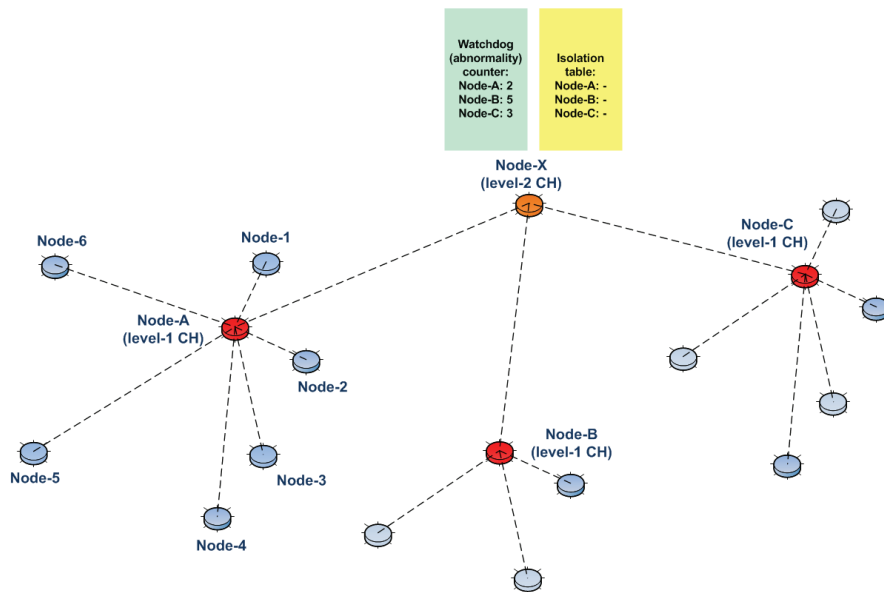 Watchdog
(abnormality)
counter:
Node-A: 2
Node-B: 5
Node-C: 3
Isolation
table:
Node-A: -
Node-B: -
Node-C: -
Node-X
(level-2 CH)
Node-6
Node-1
Node-C
(level-1 CH)
Node-A
(level-1 CH)
Node-2
Node-B
(level-1 CH)
Node-5
Node-3
Node-4